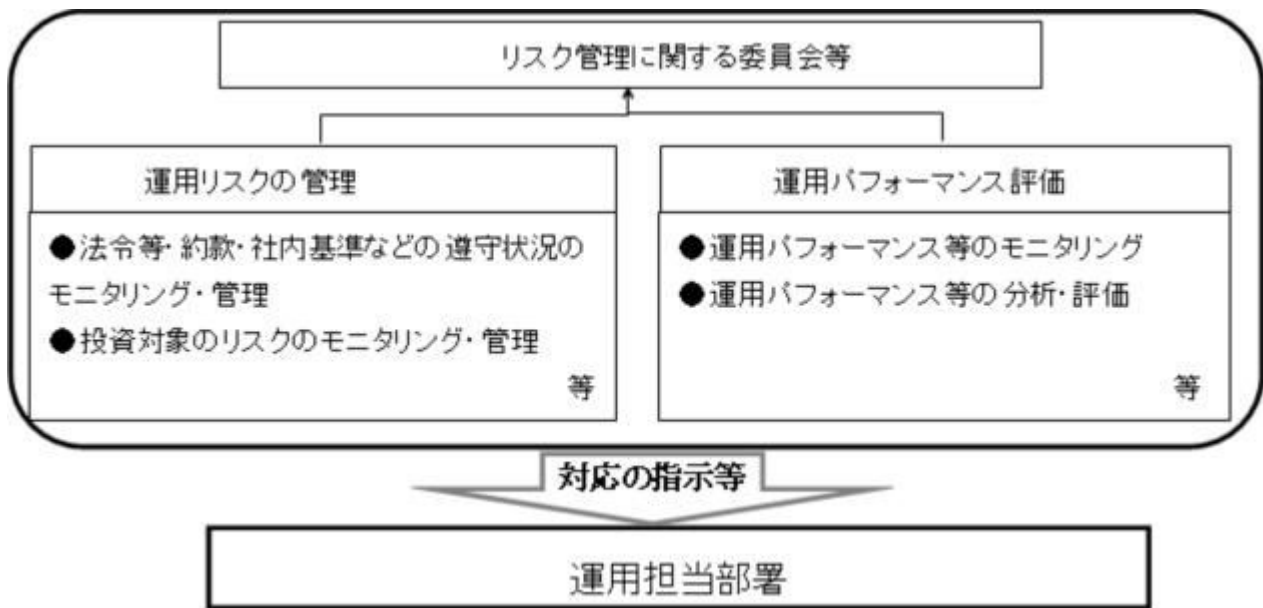 リスク管理に関する委員会等
運用リスクの管理
●法令等・約款・社内基準などの遵守状況の
モニタリング・管理
●投資対象のリスクのモニタリング・管理
等
運用パフォーマンス評価
●運用パフォーマンス等のモニタリング
●運用パフォーマンス等の分析・評価
等
対応の指示等
運用担当部署